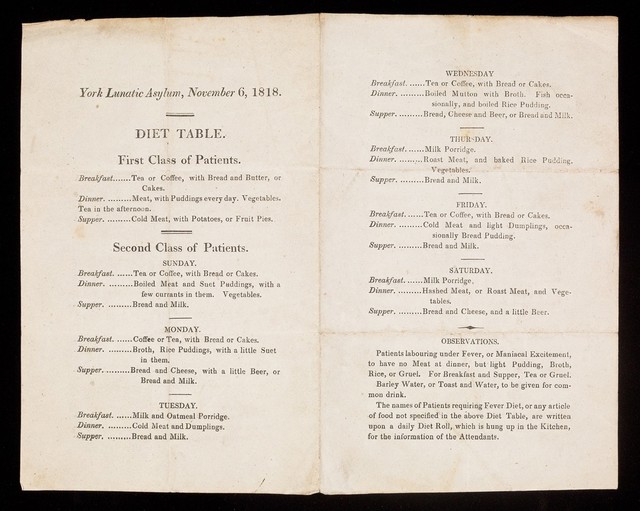 York Lunatic Asylum, November 6, 1818.
DIET TABLE.
First Class of Patients.
Breakfast.......Tea or Coffee, with Bread and Butter, or
Cakes.
Dinner. .........Meat, with Puddings every day. Vegetables.
Tea in the afternoon.
Supper. .........Cold Meat, with Potatoes, or Fruit Pies.
Second Class of Patients.
SUNDAY.
Breakfast. ......Tea or Coffee, with Bread or Cakes.
Dinner. .........Boiled Meat and Suet Puddings, with a
few currants in them. Vegetables.
Supper. .........Bread and Milk.
MONDAY.
Breakfast. ......Coffee or Tea, with Bread or Cakes.
Dinner. .........Broth, Rice Puddings, with a little Suet
in them.
Supper..........Bread and Cheese, with a little Beer, or
Bread and Milk.
TUESDAY.
Breakfast. ......Milk and Oatmeal Porridge.
Dinner. .........Cold Meat and Dumplings.
Supper. .........Bread and Milk.
WEDNESDAY
Breakfast. ......Tea or Coffee, with Bread or Cakes.
Dinner. .........Boiled Mutton with Broth. Fish occa-
sionally, and boiled Rice Pudding.
Supper. .........Bread, Cheese and Beer, or Bread and Milk.
THURSDAY.
Breakfast.......Milk Porridge.
Dinner. .........Roast Meat, and baked Rice Pudding.
Vegetables.
Supper. .........Bread and Milk.
FRIDAY.
Breakfast.......Tea or Coffee, with Bread or Cakes.
Dinner. .........Cold Meat and light Dumplings, occa-
sionally Bread Pudding.
Supper. .........Bread and Milk.
SATURDAY.
Breakfast.......Milk Porridge.
Dinner. .........Hashed Meat, or Roast Meat, and Vege-
tables.
Supper. .........Bread and Cheese, and a little Beer.
OBSERVATIONS.
Patients labouring under Fever, or Maniacal Excitement,
to have no Meat at dinner, but light Pudding, Broth,
Rice, or Gruel. For Breakfast and Supper, Tea or Gruel.
Barley Water, or Toast and Water, to be given for com-
mon drink.
The names of Patients requiring Fever Diet, or any article
of food not specified in the above Diet Table, are written
upon a daily Diet Roll, which is hung up in the Kitchen,
for the information of the Attendants.